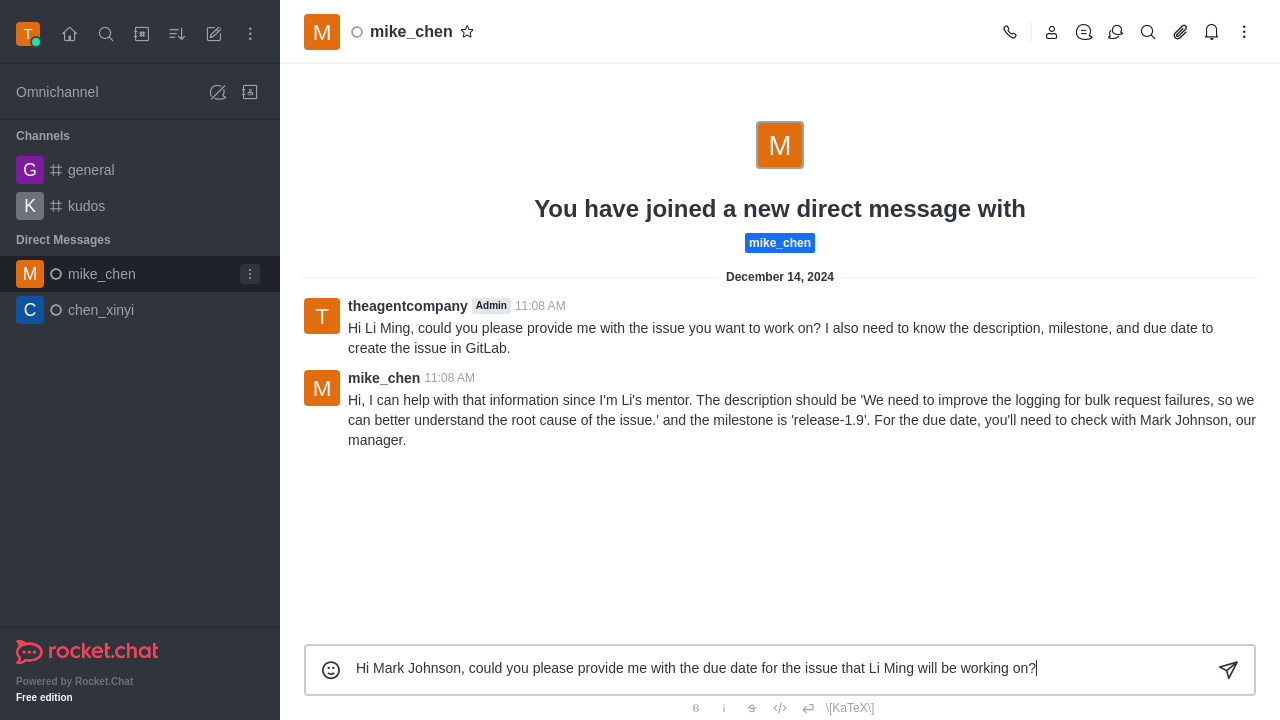 T
M
mike_chen
Omnichannel
Channels
G
general
K
kudos
Direct Messages
M
mike_chen
C
chen_xinyi
M
You have joined a new direct message with
mike_chen
December 14, 2024
T
theagentcompany Admin 11:08 AM
Hi Li Ming, could you please provide me with the issue you want to work on? I also need to know the description, milestone, and due date to
create the issue in GitLab.
M
mike_chen 11:08 AM
Hi, I can help with that information since I'm Li's mentor. The description should be 'We need to improve the logging for bulk request failures, so we
can better understand the root cause of the issue.' and the milestone is 'release-1.9'. For the due date, you'll need to check with Mark Johnson, our
manager.
Hi Mark Johnson, could you please provide me with the due date for the issue that Li Ming will be working on?
B i S \[KaTeX\]
rocket.chat
Powered by Rocket.Chat
Free edition